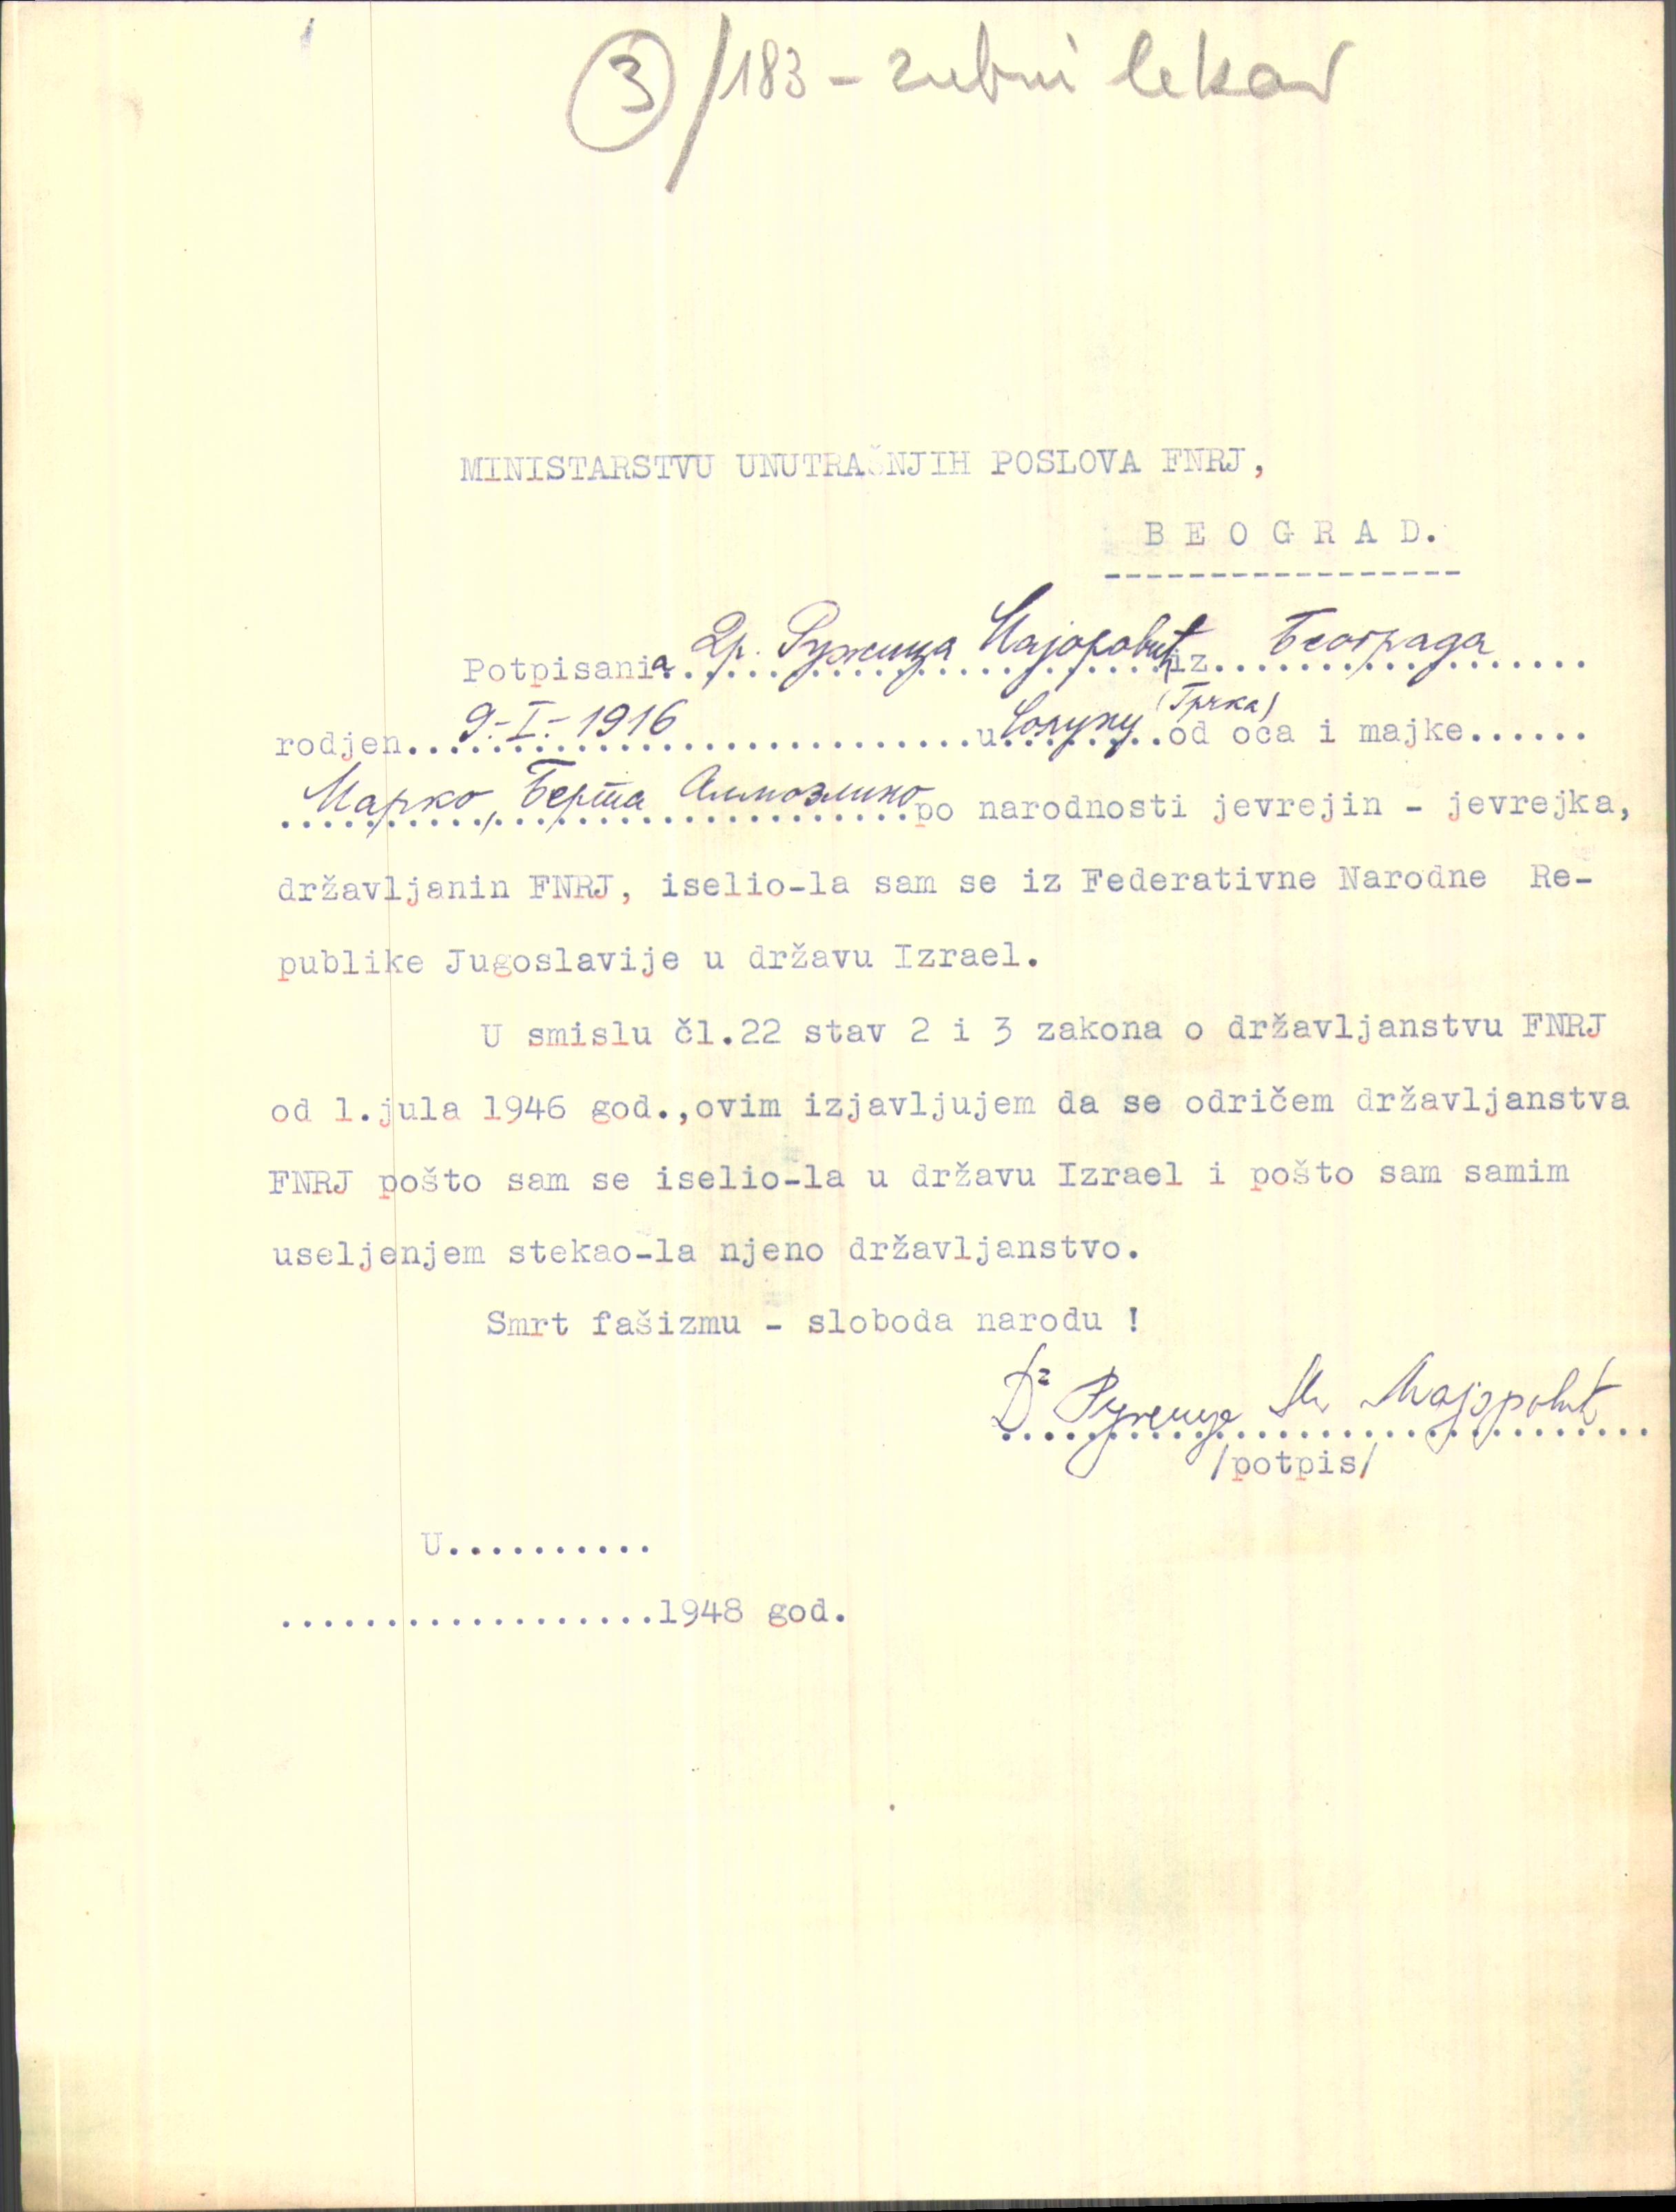 3/183 - zubni lekar
MINISTARSTVU UNUTRAŠNJIH POSLOVA FNRJ,
B E O G R A D.
-----------------
Potpisania Др. Ружица Мајоровић iz Београда
rodjen 9.-I.-1916 u Солуну (Грчка) od oca i majke......
Марко, Берта Алмозлино po narodnosti jevrejin - jevrejka,
državljanin FNRJ, iselio-la sam se iz Federativne Narodne Re-
publike Jugoslavije u državu Izrael.
U smislu čl.22 stav 2 i 3 zakona o državljanstvu FNRJ
od 1.jula 1946 god.,ovim izjavljujem da se odričem državljanstva
FNRJ pošto sam se iselio-la u državu Izrael i pošto sam samim
useljenjem stekao-la njeno državljanstvo.
Smrt fašizmu - sloboda narodu !
Dr Ружица М. Мајоровић
/potpis/
U..........
..................1948 god.